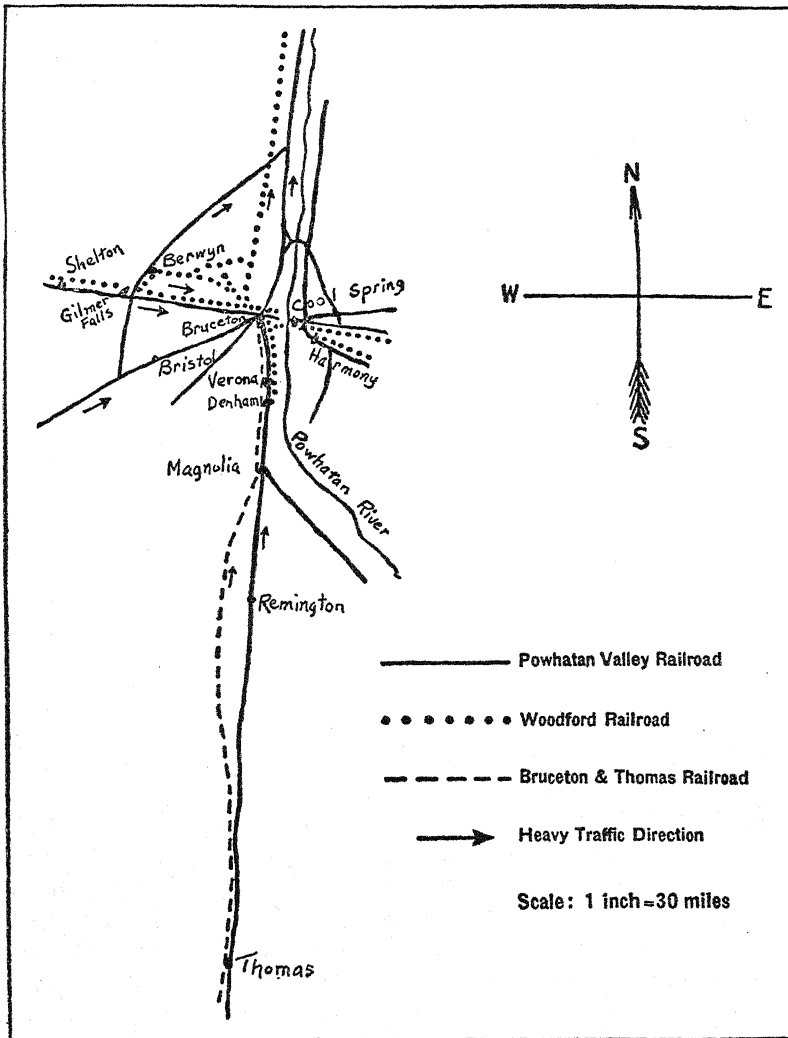 N
Shelton
Berwyn
W
E
Cool Spring
Gilmer
Falls
Bruceton
Harmony
Bristol
Verona
Denham
S
Magnolia
Powhatan River
Remington
Powhatan Valley Railroad
Woodford Railroad
Bruceton & Thomas Railroad
Heavy Traffic Direction
Scale: 1 inch=30 miles
Thomas